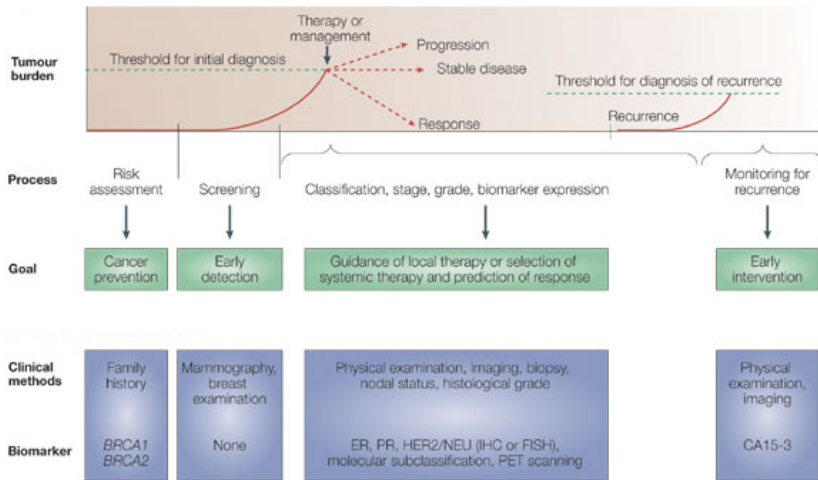 Therapy or
management
Tumour
burden
Threshold for initial diagnosis
Progression
Stable disease
Threshold for diagnosis of recurrence
Response
Recurrence
Process
Risk
assessment
Screening
Classification, stage, grade, biomarker expression
Monitoring for
recurrence
Goal
Cancer
prevention
Early
detection
Guidance of local therapy or selection of
systemic therapy and prediction of response
Early
intervention
Clinical
methods
Family
history
Mammography,
breast
examination
Physical examination, imaging, biopsy,
nodal status, histological grade
Physical
examination,
imaging
Biomarker
BRCA1
BRCA2
None
ER, PR, HER2/NEU (IHC or FISH),
molecular subclassification, PET scanning
CA15-3